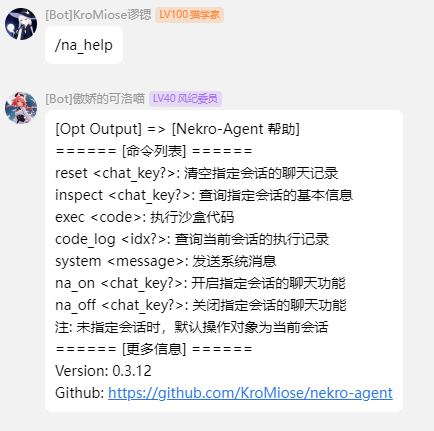 [Bot]KroMiose谬锶 LV100 猫学家
/na_help
[Bot]傲娇的可洛喵 LV40 风纪委员
[Opt Output] => [Nekro-Agent 帮助]
====== [命令列表] ======
reset <chat_key?>: 清空指定会话的聊天记录
inspect <chat_key?>: 查询指定会话的基本信息
exec <code>: 执行沙盒代码
code_log <idx?>: 查询当前会话的执行记录
system <message>: 发送系统消息
na_on <chat_key?>: 开启指定会话的聊天功能
na_off <chat_key?>: 关闭指定会话的聊天功能
注: 未指定会话时，默认操作对象为当前会话
====== [更多信息] ======
Version: 0.3.12
Github: https://github.com/KroMiose/nekro-agent